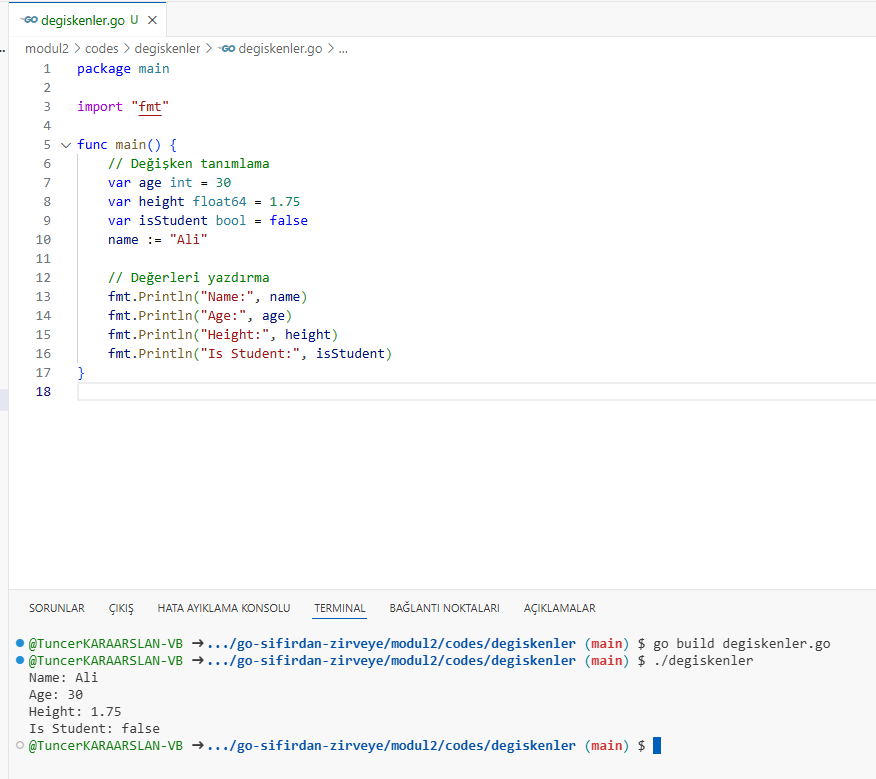 degiskenler.go U
modul2 > codes > degiskenler > degiskenler.go > ...
1 package main
2
3 import "fmt"
4
5 func main() {
6 // Değişken tanımlama
7 var age int = 30
8 var height float64 = 1.75
9 var isStudent bool = false
10 name := "Ali"
11
12 // Değerleri yazdırma
13 fmt.Println("Name:", name)
14 fmt.Println("Age:", age)
15 fmt.Println("Height:", height)
16 fmt.Println("Is Student:", isStudent)
17 }
18
SORUNLAR ÇIKIŞ HATA AYIKLAMA KONSOLU TERMINAL BAĞLANTI NOKTALARI AÇIKLAMALAR
@TuncerKARAARSLAN-VB ➜ .../go-sifirdan-zirveye/modul2/codes/degiskenler (main) $ go build degiskenler.go
@TuncerKARAARSLAN-VB ➜ .../go-sifirdan-zirveye/modul2/codes/degiskenler (main) $ ./degiskenler
Name: Ali
Age: 30
Height: 1.75
Is Student: false
@TuncerKARAARSLAN-VB ➜ .../go-sifirdan-zirveye/modul2/codes/degiskenler (main) $